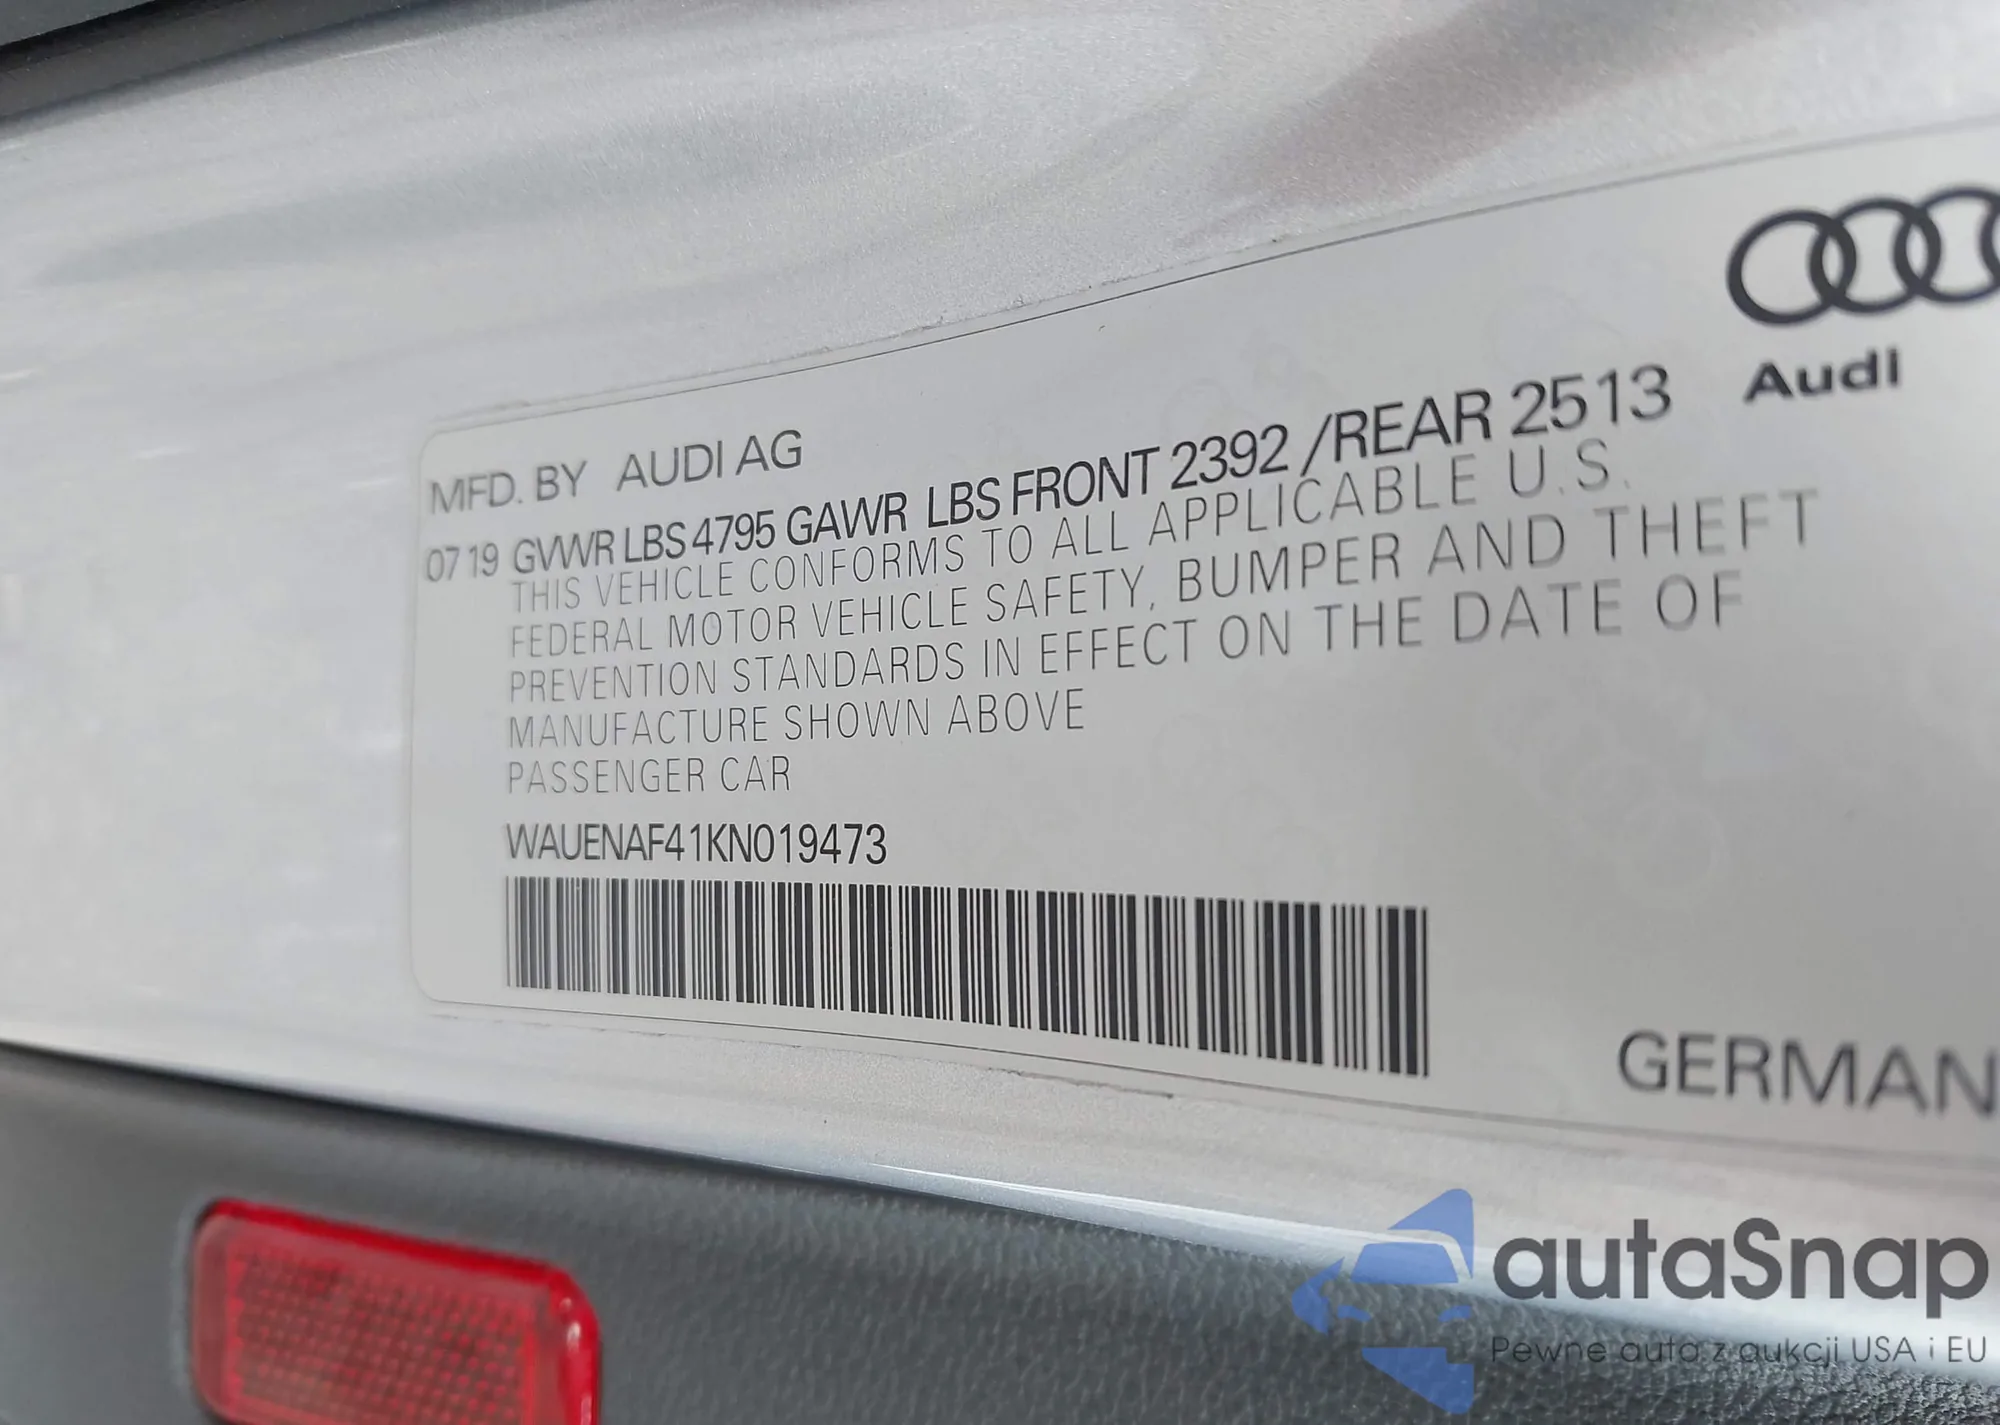 Audi
MFD. BY AUDI AG
07 19 GVWR LBS 4795 GAWR LBS FRONT 2392 /REAR 2513
THIS VEHICLE CONFORMS TO ALL APPLICABLE U.S.
FEDERAL MOTOR VEHICLE SAFETY, BUMPER AND THEFT
PREVENTION STANDARDS IN EFFECT ON THE DATE OF
MANUFACTURE SHOWN ABOVE
PASSENGER CAR
WAUENAF41KN019473
GERMAN
autaSnap
Pewne auta z aukcji USA i EU